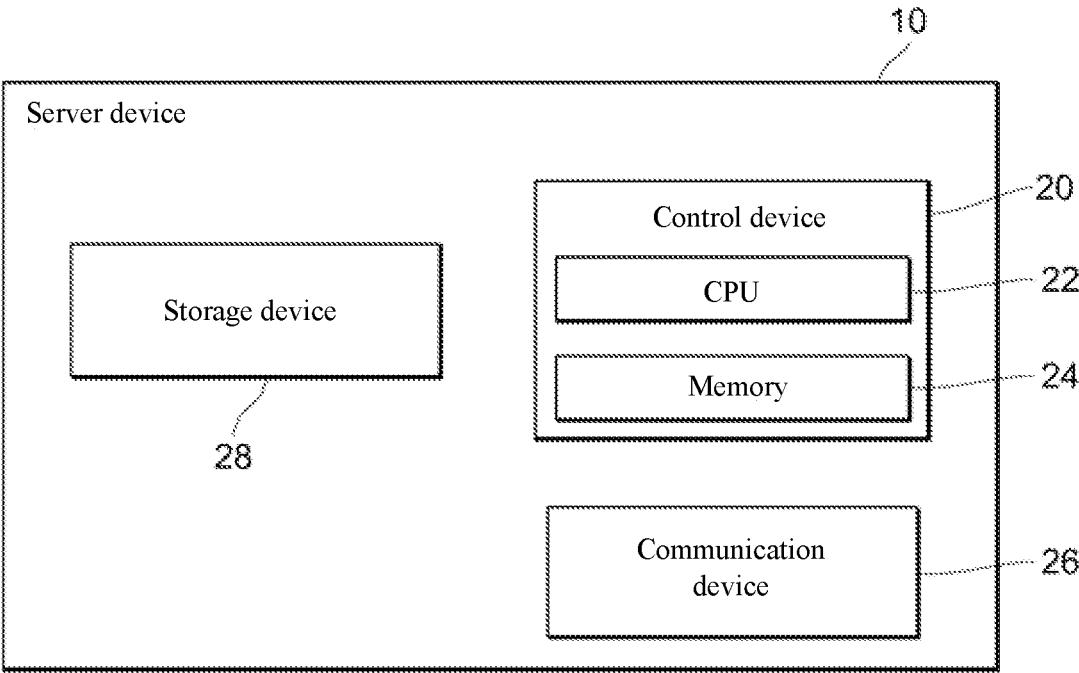 10
Server device
20
Control device
22
CPU
Storage device
24
Memory
28
Communication
device
26